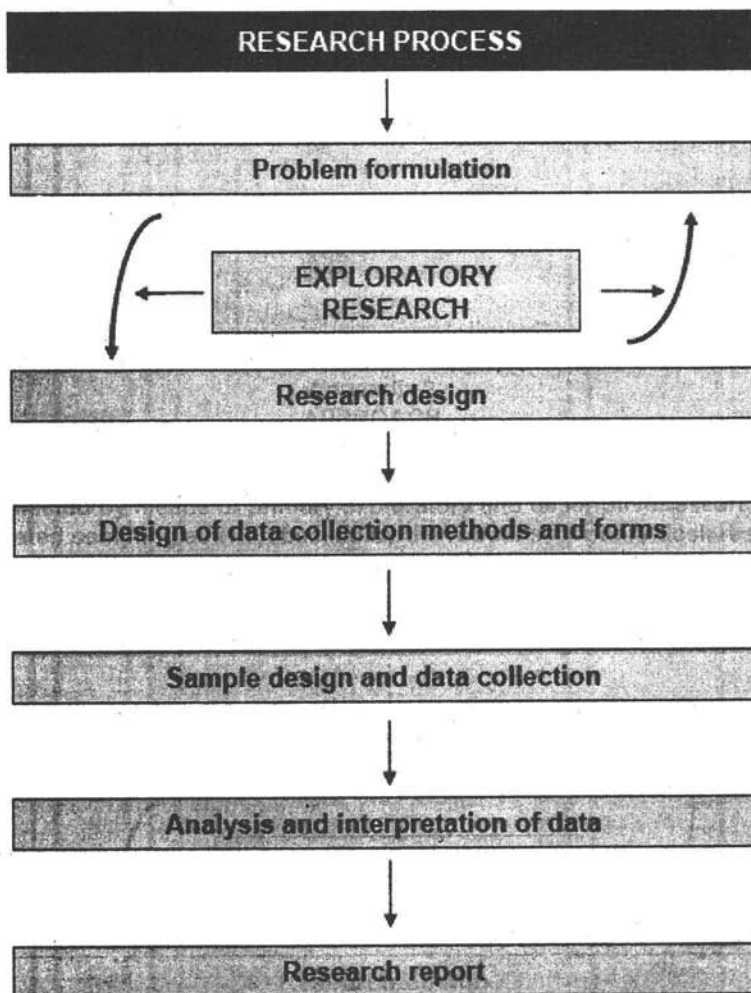 RESEARCH PROCESS
Problem formulation
EXPLORATORY
RESEARCH
Research design
Design of data collection methods and forms
Sample design and data collection
Analysis and interpretation of data
Research report